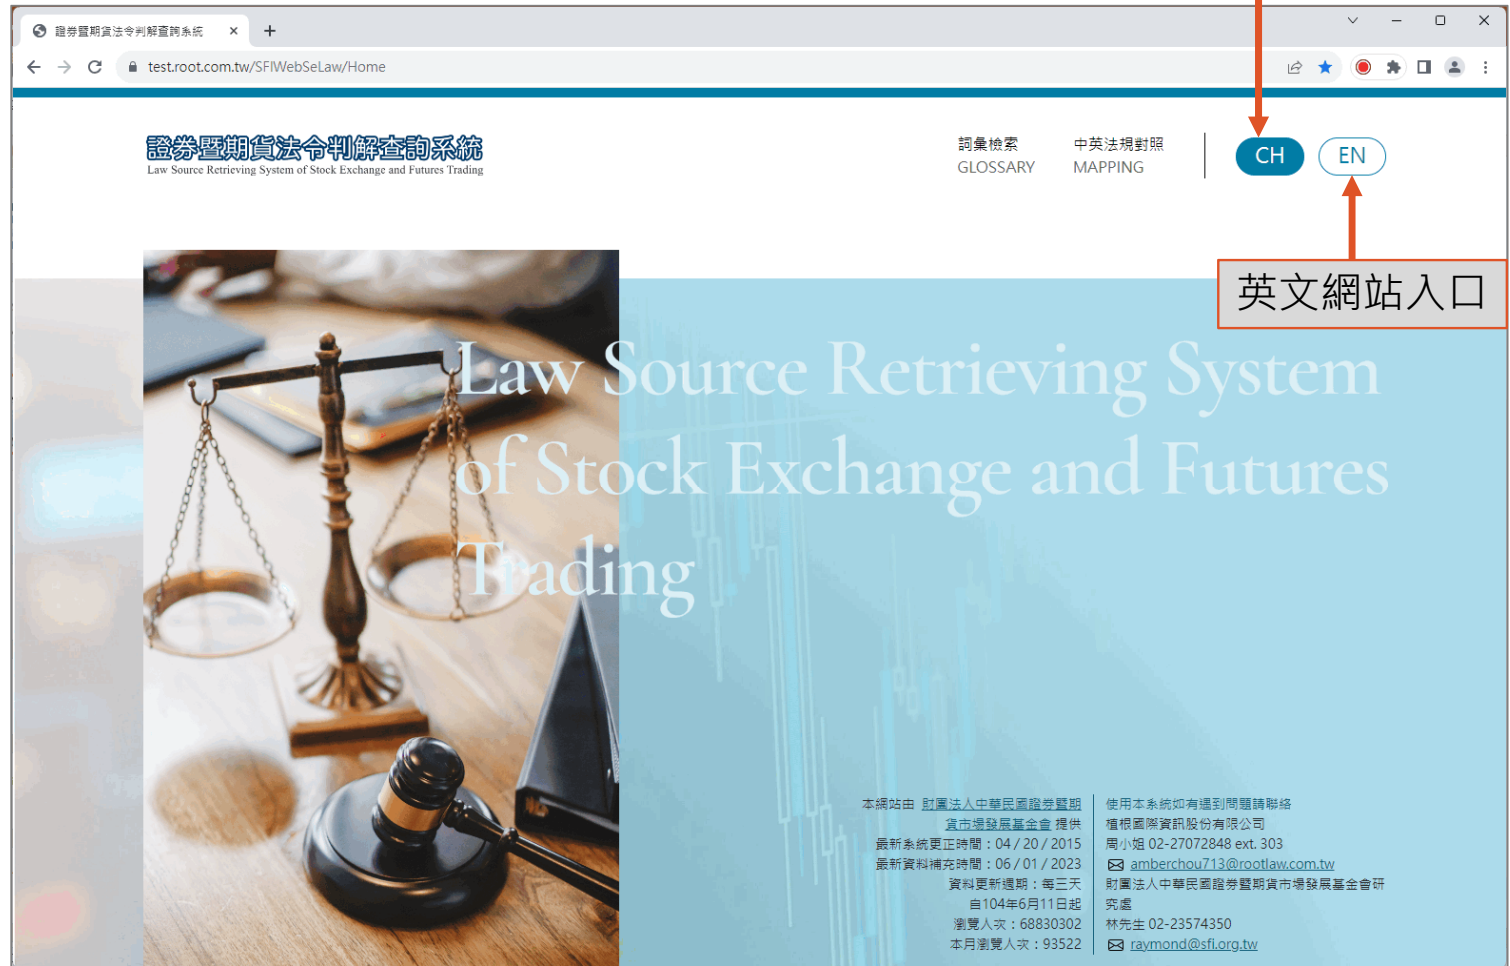 證券暨期貨法令判解查詢系統
test.root.com.tw/SFIWebSeLaw/Home
證券暨期貨法令判解查詢系統
Law Source Retrieving System of Stock Exchange and Futures Trading
詞彙檢索
GLOSSARY
中英法規對照
MAPPING
CH
EN
英文網站入口
Law Source Retrieving System
of Stock Exchange and Futures
Trading
本網站由 財團法人中華民國證券暨期
貨市場發展基金會 提供
最新系統更正時間：04 / 20 / 2015
最新資料補充時間：06 / 01 / 2023
資料更新週期：每三天
自104年6月11日起
瀏覽人次：68830302
本月瀏覽人次：93522
使用本系統如有遇到問題請聯絡
植根國際資訊股份有限公司
周小姐 02-27072848 ext. 303
amberchou713@rootlaw.com.tw
財團法人中華民國證券暨期貨市場發展基金會研
究處
林先生 02-23574350
raymond@sfi.org.tw